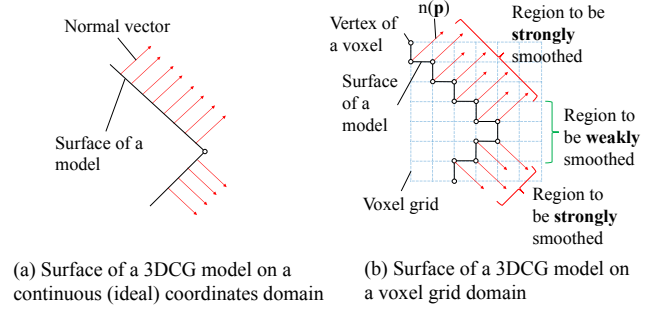 Normal vector
Surface of a
model
(a) Surface of a 3DCG model on a
continuous (ideal) coordinates domain
n(p)
Vertex of
a voxel
Surface
of a
model
Voxel grid
Region to be
strongly
smoothed
Region to
be weakly
smoothed
Region to
be strongly
smoothed
(b) Surface of a 3DCG model on
a voxel grid domain